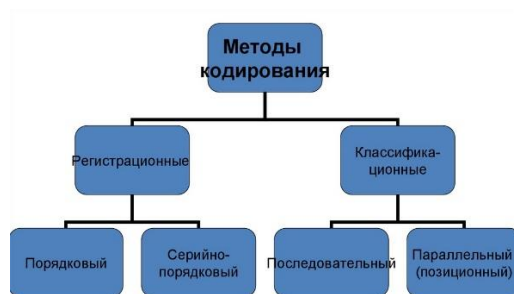 Методы
кодирования
Регистрационные
Классифика-
ционные
Порядковый
Серийно-
порядковый
Последовательный
Параллельный
(позиционный)